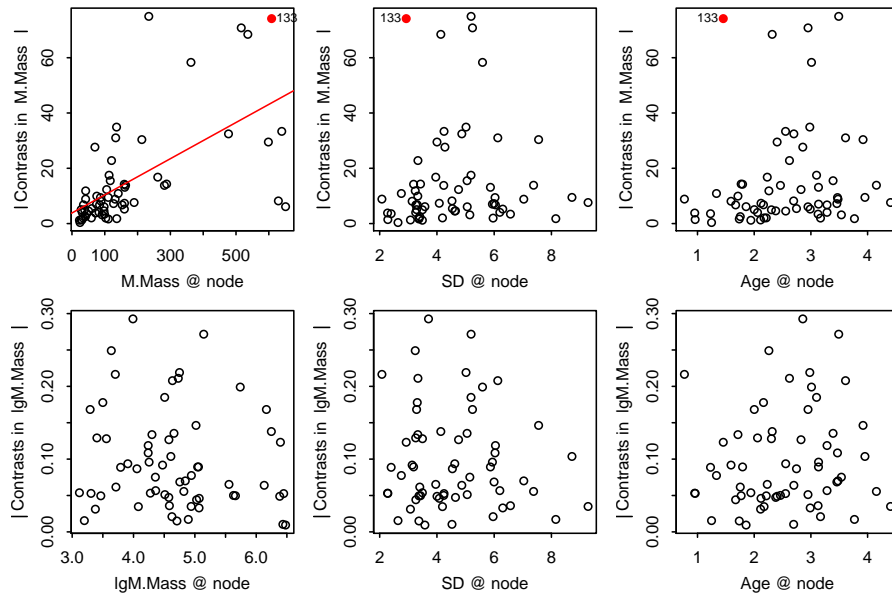 133
0 20 40 60
| Contrasts in M.Mass |
0 100 300 500
M.Mass @ node
133
0 20 40 60
| Contrasts in M.Mass |
2 4 6 8
SD @ node
133
0 20 40 60
| Contrasts in M.Mass |
1 2 3 4
Age @ node
0.00 0.10 0.20 0.30
| Contrasts in lgM.Mass |
3.0 4.0 5.0 6.0
lgM.Mass @ node
0.00 0.10 0.20 0.30
| Contrasts in lgM.Mass |
2 4 6 8
SD @ node
0.00 0.10 0.20 0.30
| Contrasts in lgM.Mass |
1 2 3 4
Age @ node